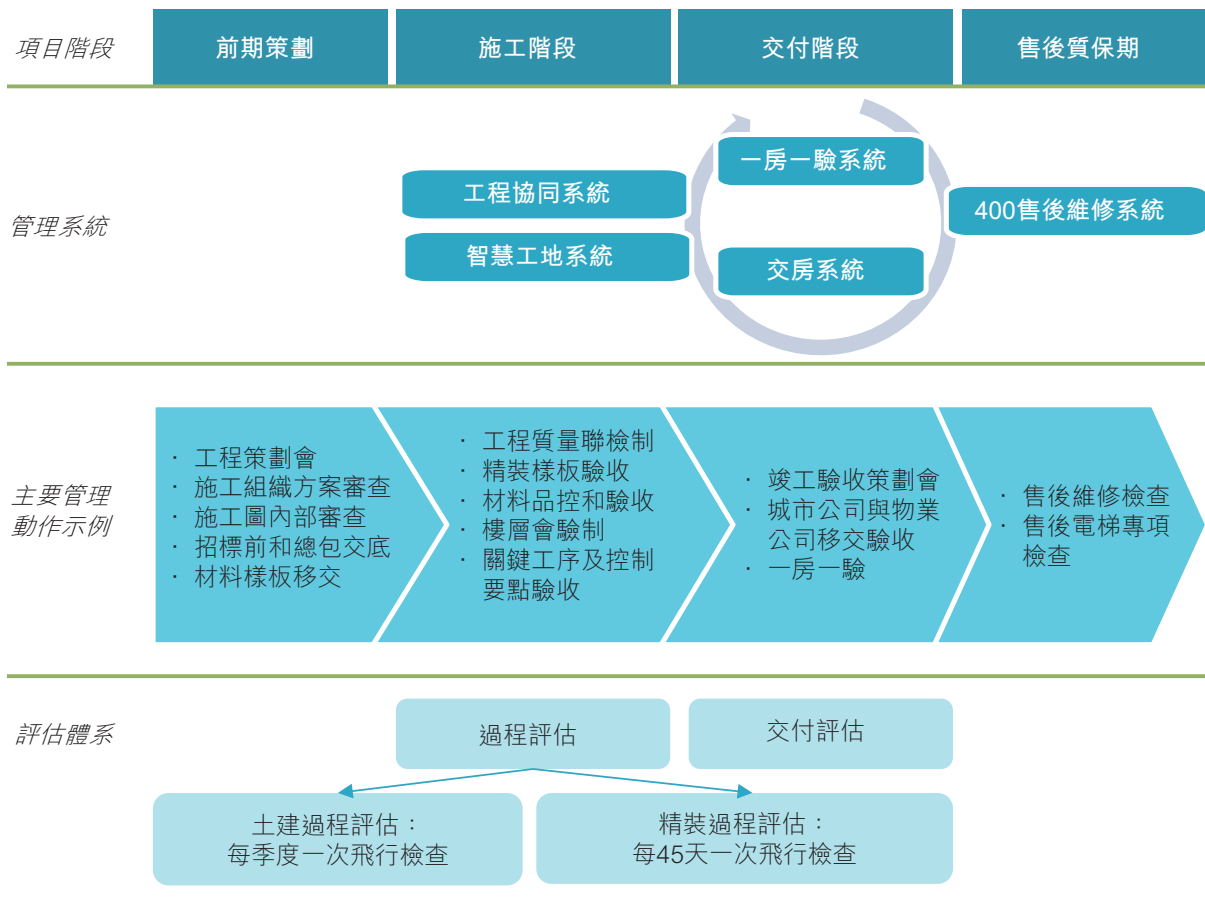 項目階段
前期策劃
施工階段
交付階段
售後質保期
管理系統
工程協同系統
智慧工地系統
一房一驗系統
交房系統
400售後維修系統
主要管理
動作示例
· 工程策劃會
· 施工組織方案審查
· 施工圖內部審查
· 招標前和總包交底
· 材料樣板移交
· 工程質量聯檢制
· 精裝樣板驗收
· 材料品控和驗收
· 樓層會驗制
· 關鍵工序及控制
要點驗收
· 竣工驗收策劃會
· 城市公司與物業
公司移交驗收
· 一房一驗
· 售後維修檢查
· 售後電梯專項
檢查
評估體系
過程評估
交付評估
土建過程評估：
每季度一次飛行檢查
精裝過程評估：
每45天一次飛行檢查